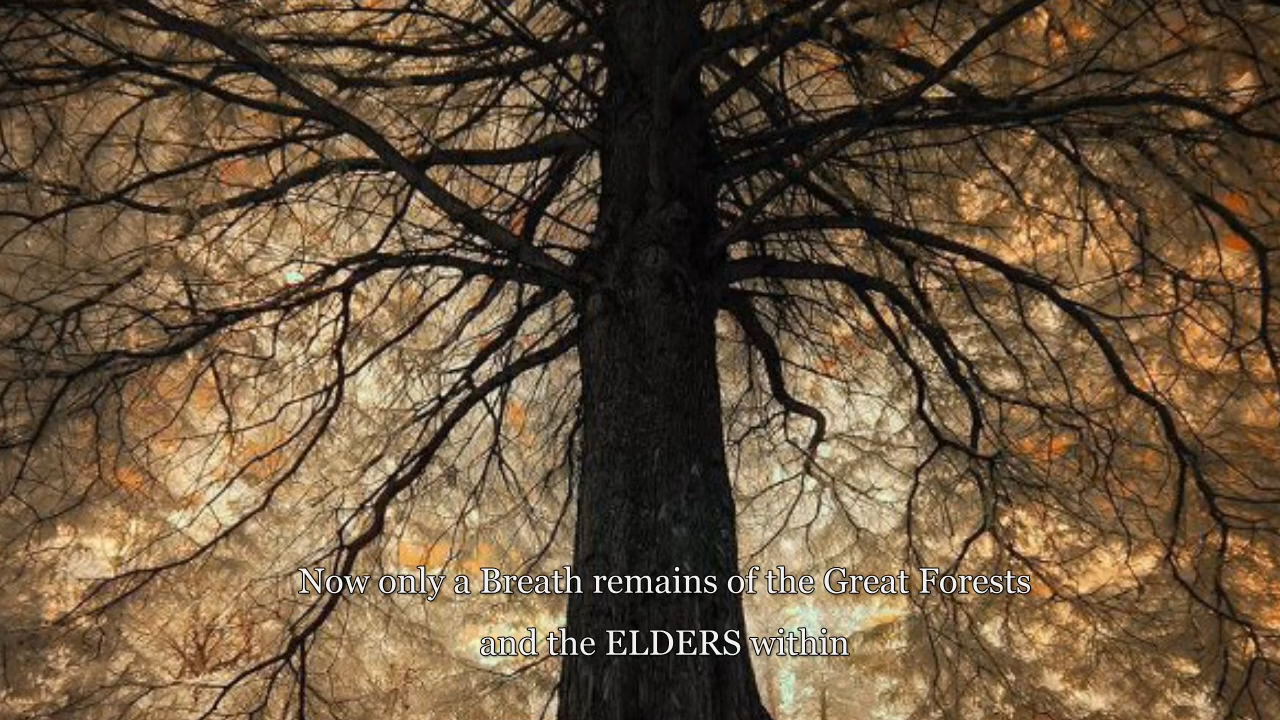 Now only a Breath remains of the Great Forests
and the ELDERS within